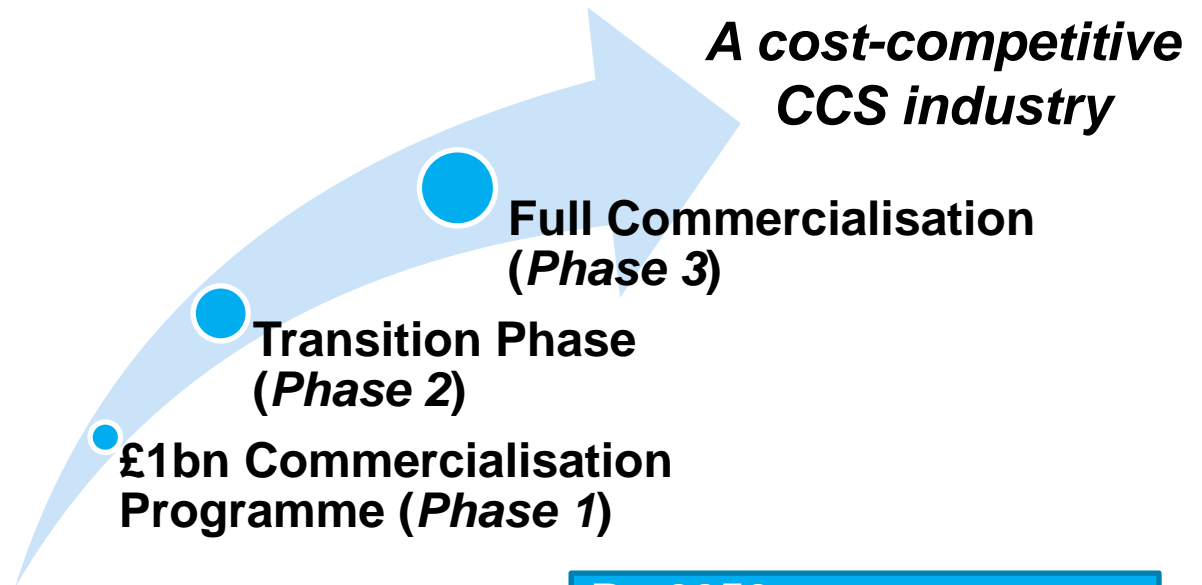 A cost-competitive
CCS industry
Full Commercialisation
(Phase 3)
Transition Phase
(Phase 2)
£1bn Commercialisation
Programme (Phase 1)